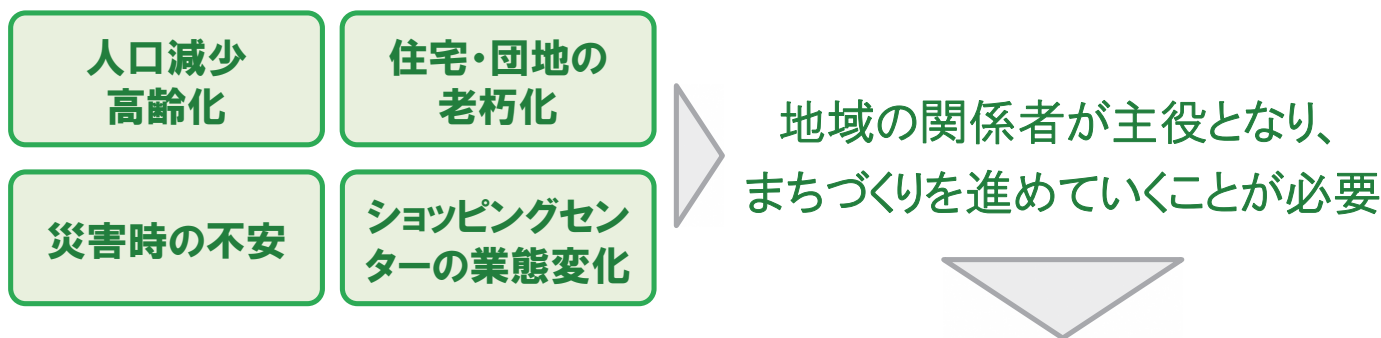 人口減少
高齢化
住宅・団地の
老朽化
災害時の不安
ショッピングセン
ターの業態変化
地域の関係者が主役となり、
まちづくりを進めていくことが必要